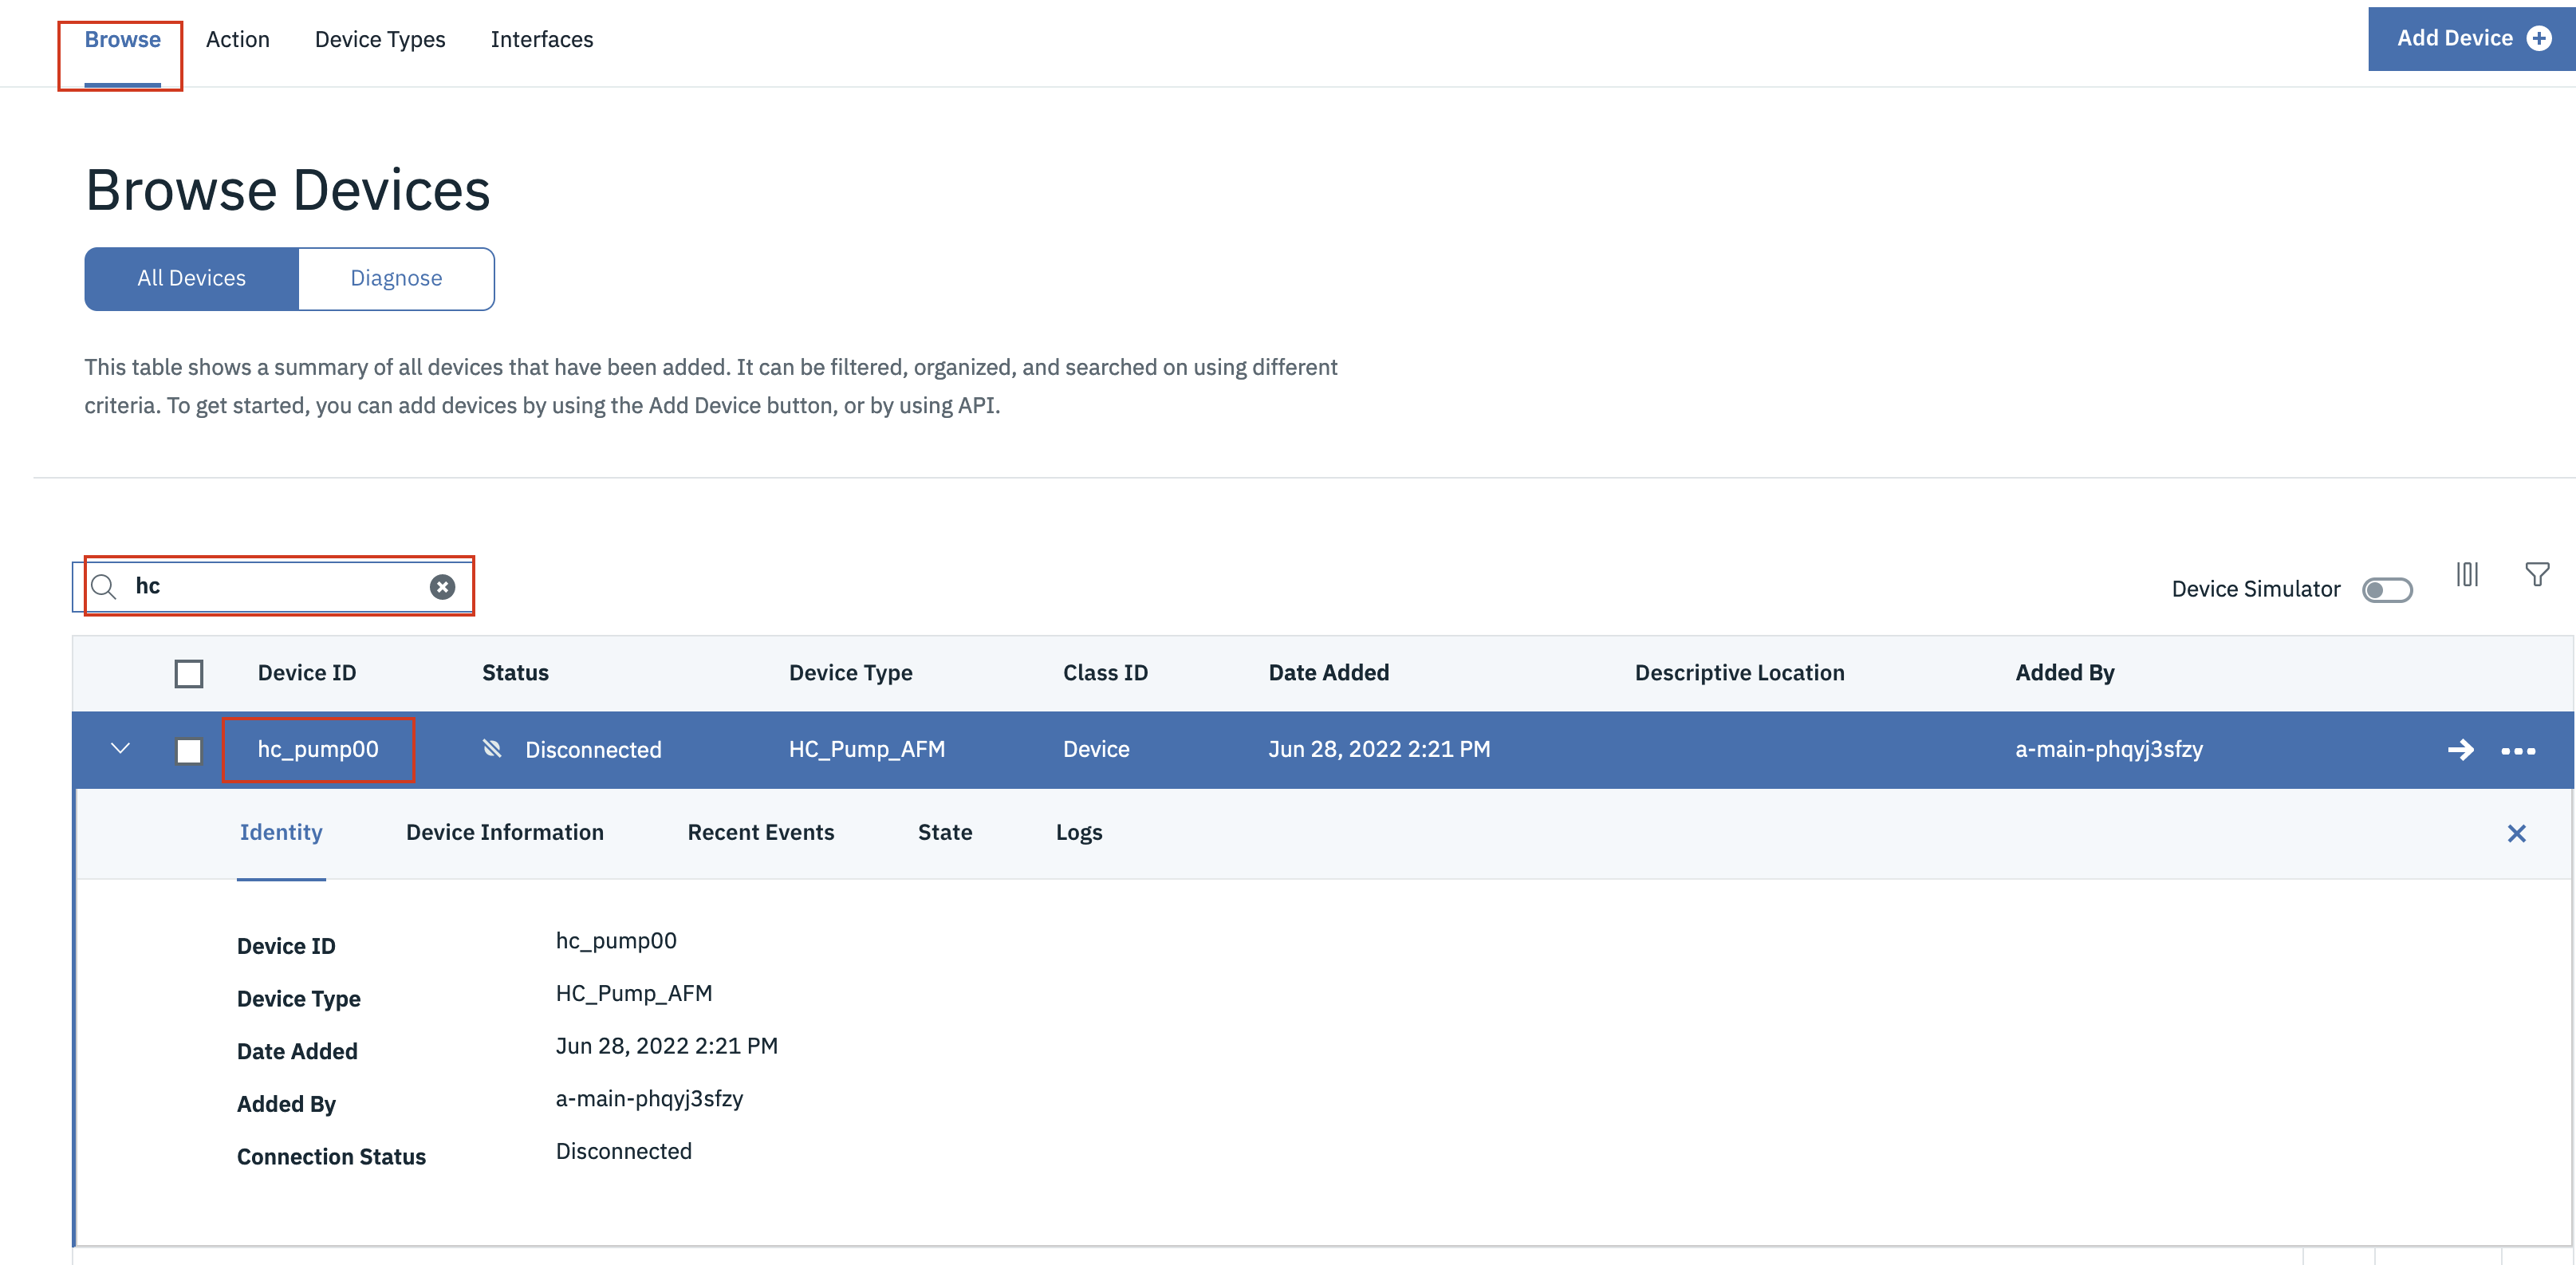 Browse Action Device Types Interfaces Add Device
Browse Devices
All Devices Diagnose
This table shows a summary of all devices that have been added. It can be filtered, organized, and searched on using different
criteria. To get started, you can add devices by using the Add Device button, or by using API.
hc
Device Simulator
Device ID Status Device Type Class ID Date Added Descriptive Location Added By
hc_pump00 Disconnected HC_Pump_AFM Device Jun 28, 2022 2:21 PM a-main-phqyj3sfzy
Identity Device Information Recent Events State Logs
Device ID hc_pump00
Device Type HC_Pump_AFM
Date Added Jun 28, 2022 2:21 PM
Added By a-main-phqyj3sfzy
Connection Status Disconnected